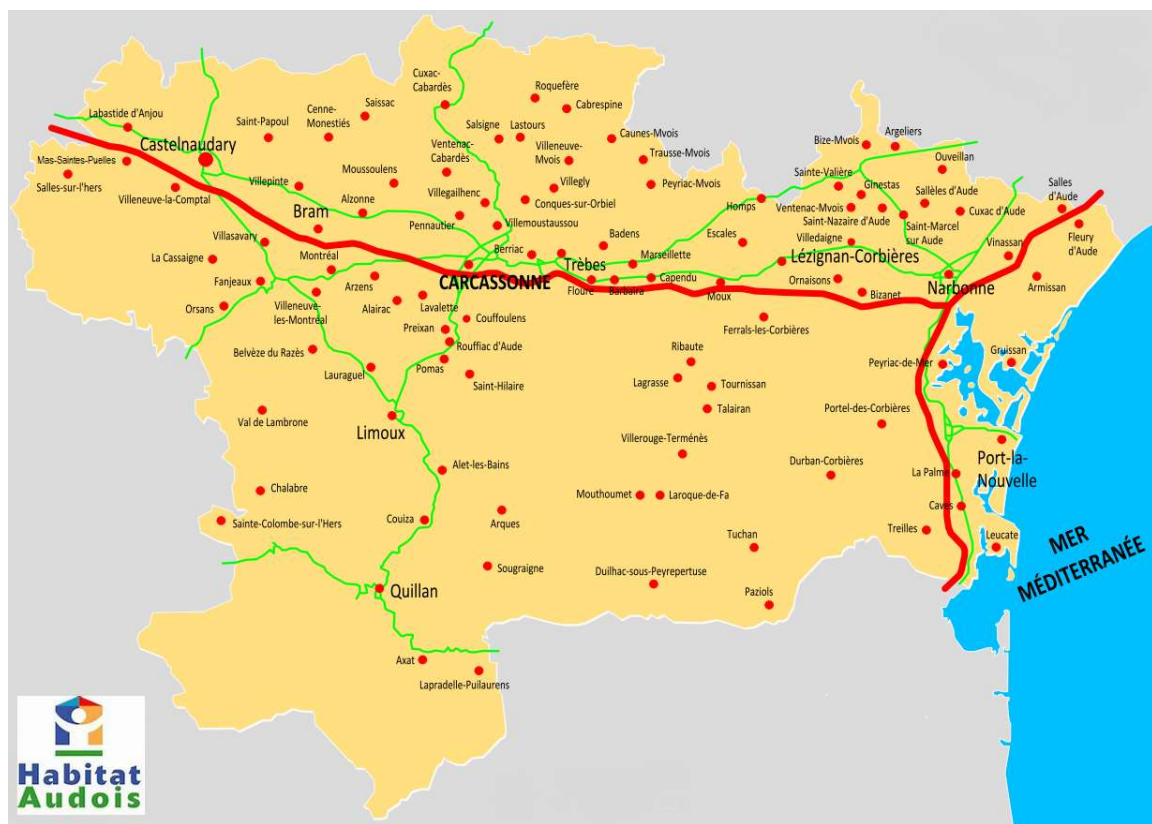 Cuxac-
Cabardès
Roquefère
Cabrespine
Labastide d'Anjou
Saint-Papoul
Cenne-
Monestiés
Saissac
Salsigne
Lastours
Caunes-Mvois
Bize-Mvois
Argeliers
Castelnaudary
Ventenac-
Cabardès
Villeneuve-
Mvois
Trausse-Mvois
Ouveillan
Mas-Saintes-Puelles
Salles-sur-l'hers
Villeneuve-la-Comptal
Villepinte
Moussoulens
Villegly
Peyriac-Mvois
Sainte-Valière
Ginestas
Sallèles d'Aude
Salles
d'Aude
Alzonne
Villegailhenc
Conques-sur-Orbiel
Homps
Ventenac-Mvois
Saint-Nazaire d'Aude
Saint-Marcel
sur Aude
Cuxac d'Aude
Bram
Pennautier
Villemoustaussou
Fleury
d'Aude
Villasavary
Berriac
Badens
Escales
Villedaigne
Vinassan
La Cassaigne
Montréal
Trèbes
Marseillette
Lézignan-Corbières
Fanjeaux
Arzens
CARCASSONNE
Floure
Barbaira
Capendu
Moux
Ornaisons
Bizanet
Narbonne
Armissan
Orsans
Villeneuve-
les-Montréal
Alairac
Lavalette
Couffoulens
Preixan
Ferrals-les-Corbières
Rouffiac d'Aude
Belvèze du Razès
Pomas
Ribaute
Peyriac-de-Mer
Gruissan
Lauraguel
Saint-Hilaire
Lagrasse
Tournissan
Talairan
Val de Lambrone
Limoux
Portel-des-Corbières
Villerouge-Terménès
Port-la-
Nouvelle
Alet-les-Bains
Durban-Corbières
La Palme
Chalabre
Mouthoumet
Laroque-de-Fa
Caves
Sainte-Colombe-sur-l'Hers
Couiza
Arques
Treilles
Leucate
Tuchan
MER
MÉDITERRANÉE
Sougraigne
Duilhac-sous-Peyrepertuse
Quillan
Paziols
Axat
Lapradelle-Puilaurens
Habitat
Audois